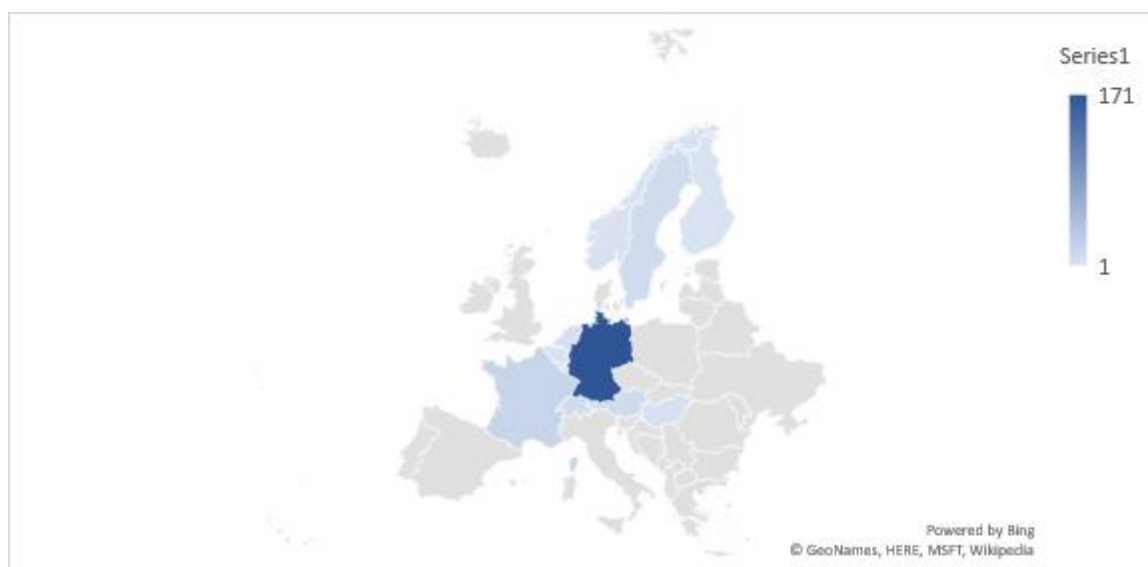 Series1
171
1
Powered by Bing
© GeoNames, HERE, MSFT, Wikipedia